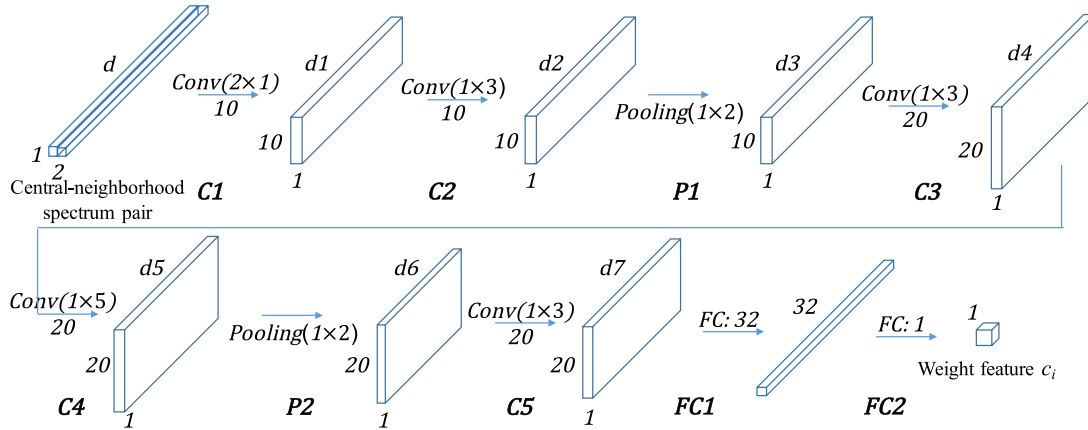 d
Conv(2×1)
10
1
2
Central-neighborhood
spectrum pair
C1
d1
10
1
Conv(1×3)
10
C2
d2
10
1
Pooling(1×2)
P1
d3
10
1
Conv(1×3)
20
C3
d4
20
1
Conv(1×5)
20
C4
d5
20
1
Pooling(1×2)
P2
d6
20
1
Conv(1×3)
20
C5
d7
20
1
FC: 32
FC1
32
FC: 1
FC2
1
Weight feature cᵢ